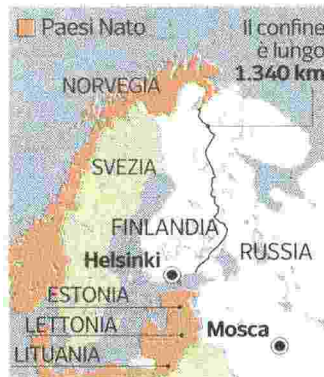 Paesi Nato
Il confine
è lungo
1.340 km
NORVEGIA
SVEZIA
FINLANDIA
RUSSIA
Helsinki
ESTONIA
LETTONIA
Mosca
LITUANIA